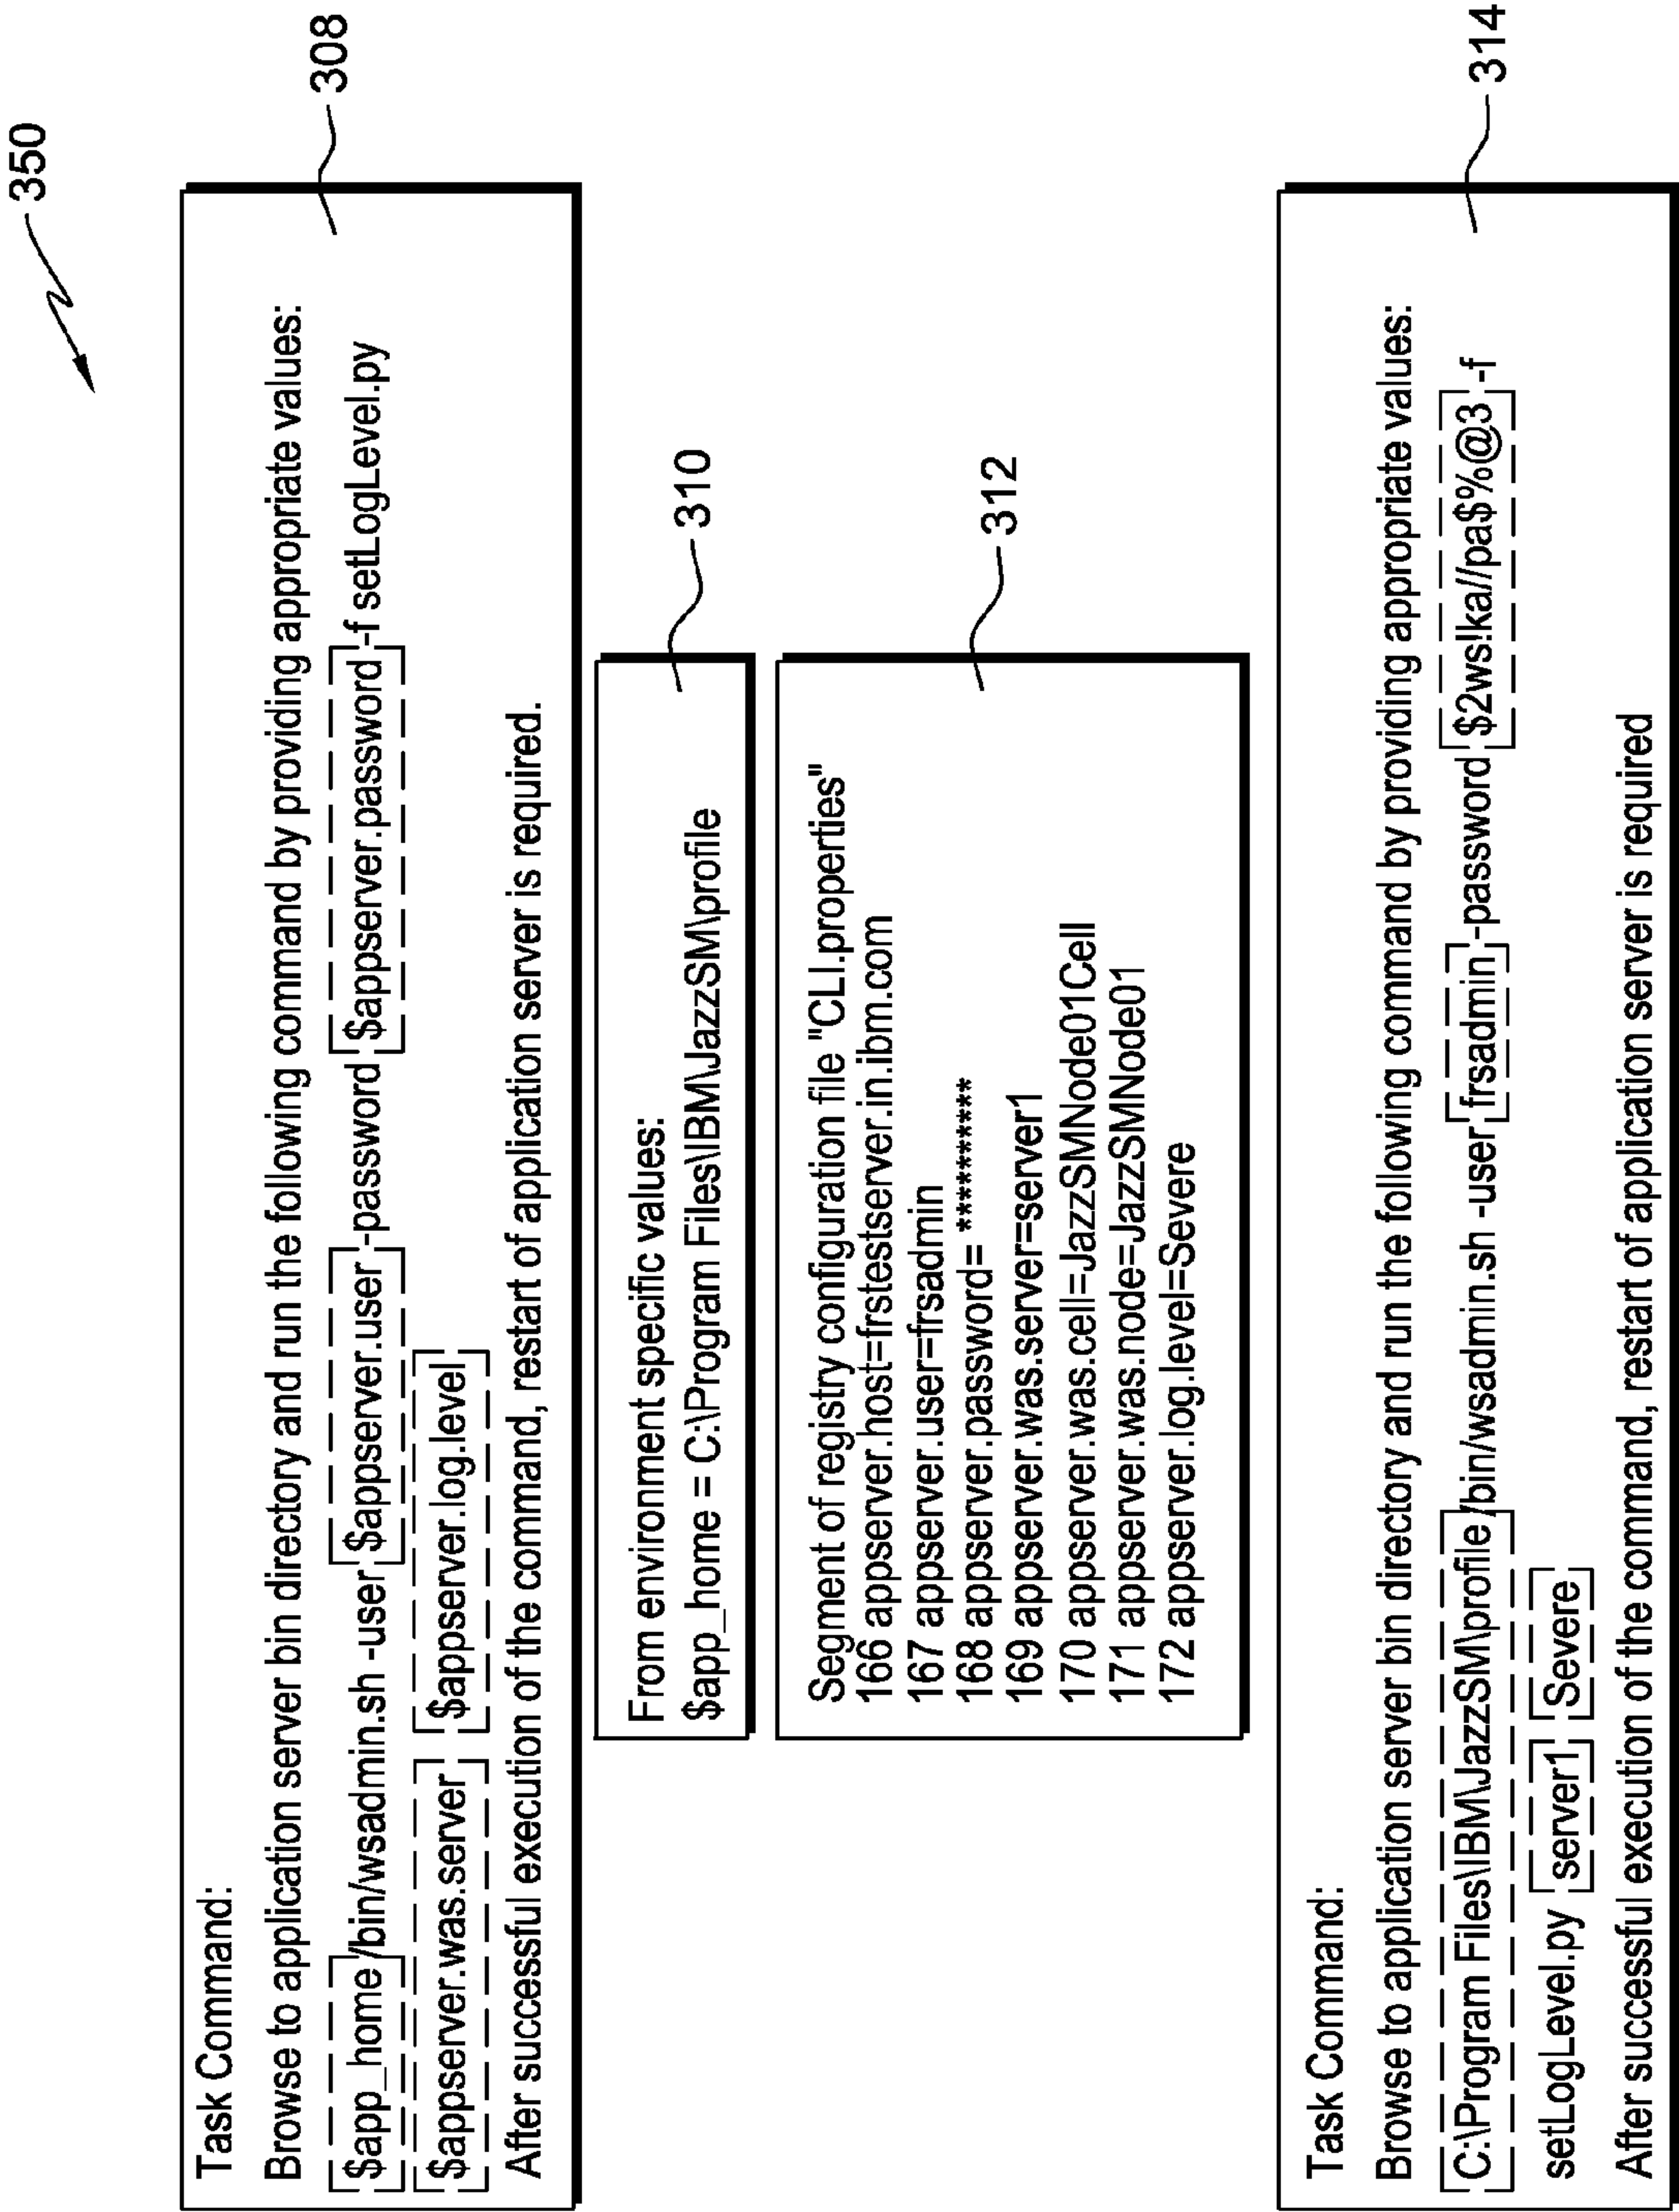 350
308
Task Command:
Browse to application server bin directory and run the following command by providing appropriate values:
$app_home /bin/wsadmin.sh -user $appserver.user -password $appserver.password -f setLogLevel.py
$appserver.was.server $appserver.log.level
After successful execution of the command, restart of application server is required.
310
From environment specific values:
$app_home = C:\Program Files\IBM\JazzSM\profile
312
Segment of registry configuration file "CLI.properties"
166 appserver.host=frstestserver.in.ibm.com
167 appserver.user=frsadmin
168 appserver.password= **********
169 appserver.was.server=server1
170 appserver.was.cell=JazzSMNode01Cell
171 appserver.was.node=JazzSMNode01
172 appserver.log.level=Severe
314
Task Command:
Browse to application server bin directory and run the following command by providing appropriate values:
C:\Program Files\IBM\JazzSM\profile /bin/wsadmin.sh -user frsadmin -password $2ws!ka//pa$%@3 -f
setLogLevel.py server1 Severe
After successful execution of the command, restart of application server is required